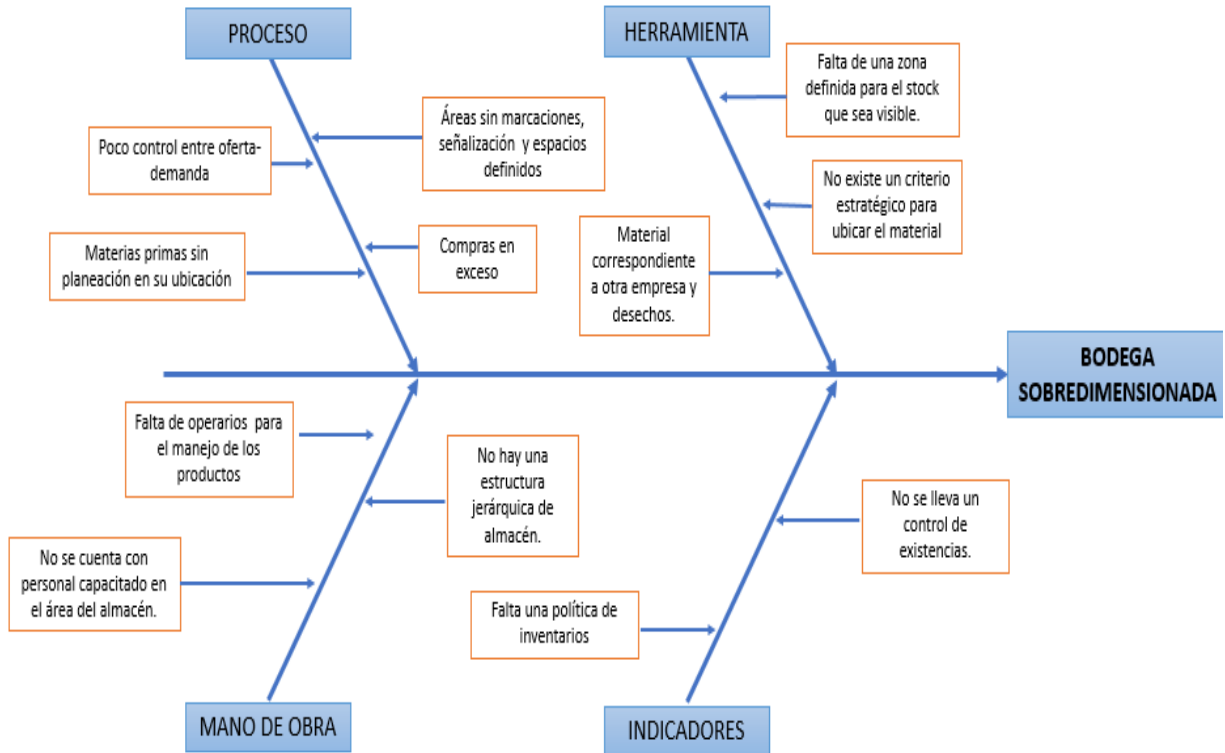 PROCESO
HERRAMIENTA
Poco control entre oferta-
demanda
Áreas sin marcaciones,
señalización y espacios
definidos
Materias primas sin
planeación en su ubicación
Compras en
exceso
Falta de una zona
definida para el stock
que sea visible.
No existe un criterio
estratégico para
ubicar el material
Material
correspondiente
a otra empresa y
desechos.
BODEGA
SOBREDIMENSIONADA
Falta de operarios para
el manejo de los
productos
No hay una
estructura
jerárquica de
almacén.
No se cuenta con
personal capacitado en
el área del almacén.
No se lleva un
control de
existencias.
Falta una política de
inventarios
MANO DE OBRA
INDICADORES